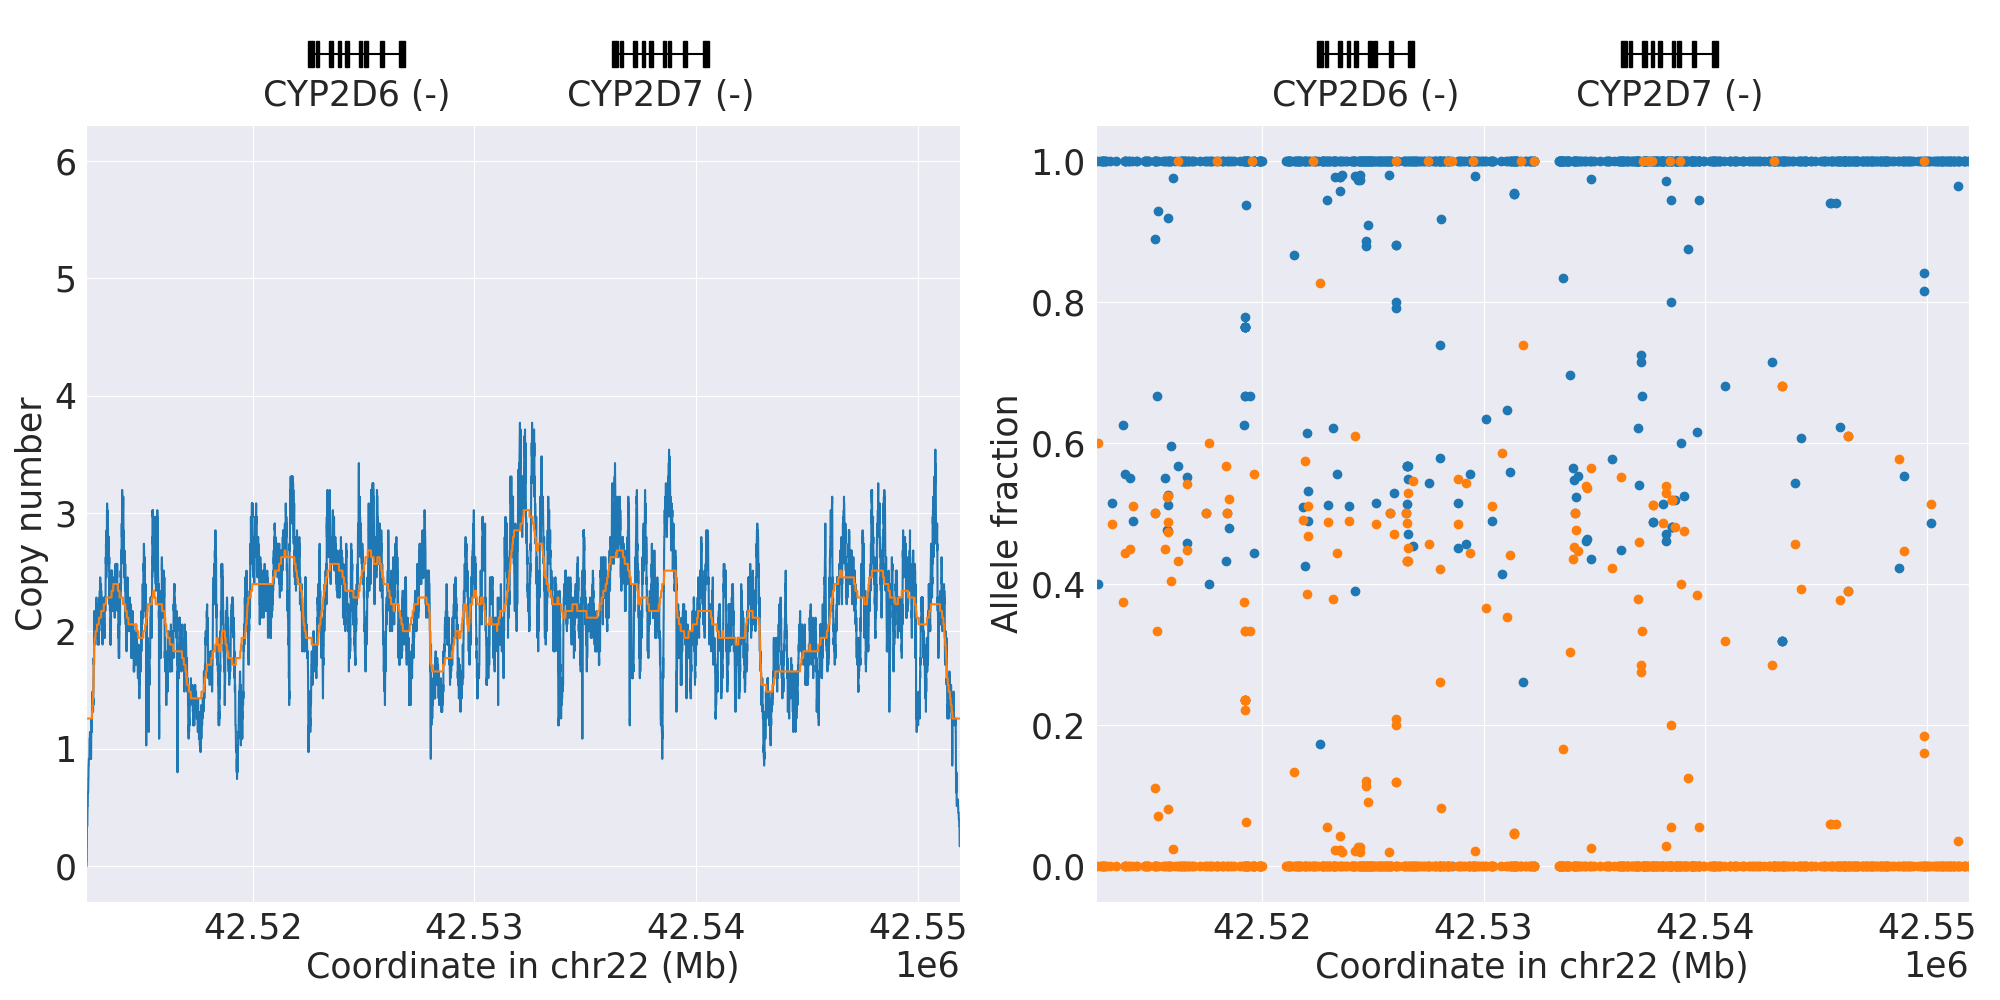 CYP2D6 (-) CYP2D7 (-)
6
5
4
3
2
1
0
Copy number
42.52 42.53 42.54 42.55
Coordinate in chr22 (Mb) 1e6
CYP2D6 (-) CYP2D7 (-)
1.0
0.8
0.6
0.4
0.2
0.0
Allele fraction
42.52 42.53 42.54 42.55
Coordinate in chr22 (Mb) 1e6